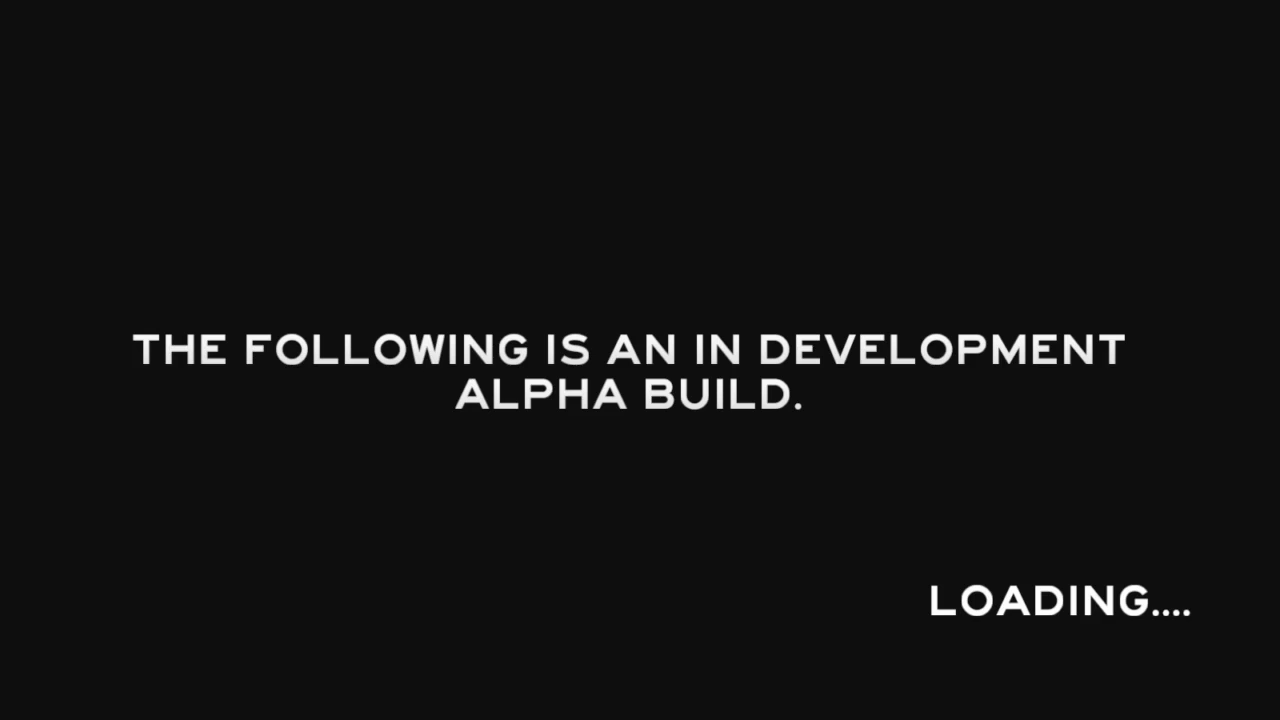 THE FOLLOWING IS AN IN DEVELOPMENT
ALPHA BUILD.
LOADING....